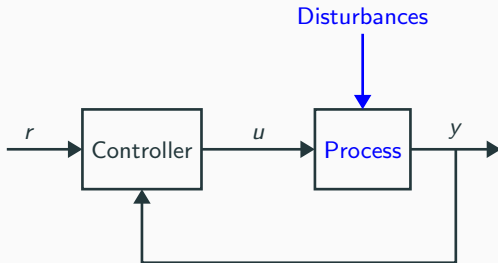 Disturbances
r
Controller
u
Process
y